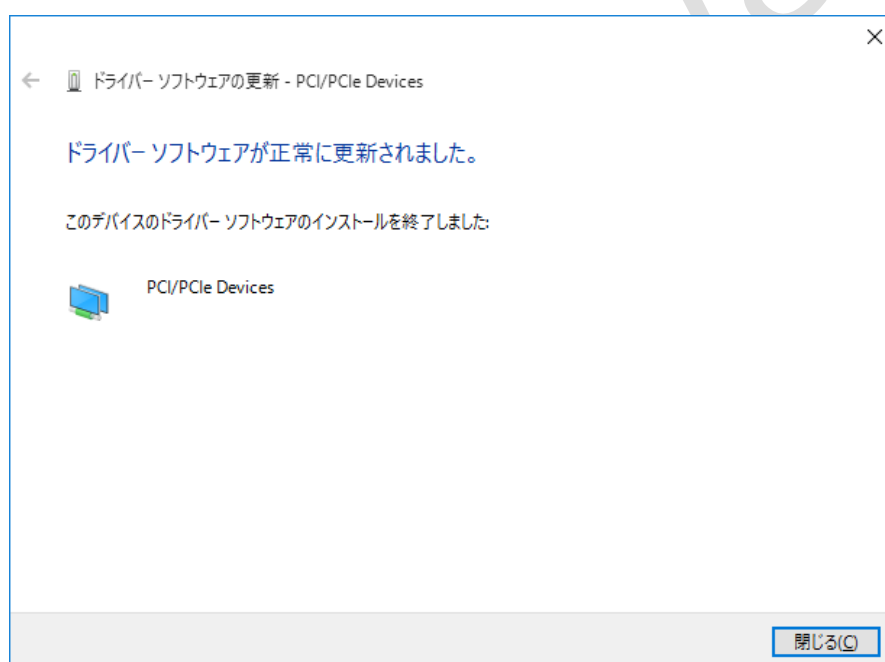 ドライバー ソフトウェアの更新 - PCI/PCIe Devices
ドライバー ソフトウェアが正常に更新されました。
このデバイスのドライバー ソフトウェアのインストールを終了しました:
PCI/PCIe Devices
閉じる(C)